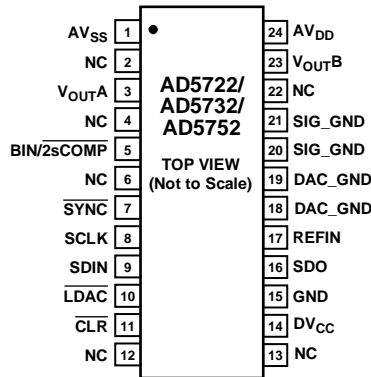 AVSS 1
NC 2
VOUTA 3
NC 4
BIN/2sCOMP 5
NC 6
SYNC 7
SCLK 8
SDIN 9
LDAC 10
CLR 11
NC 12
AD5722/
AD5732/
AD5752
TOP VIEW
(Not to Scale)
24 AVDD
23 VOUTB
22 NC
21 SIG_GND
20 SIG_GND
19 DAC_GND
18 DAC_GND
17 REFIN
16 SDO
15 GND
14 DVCC
13 NC